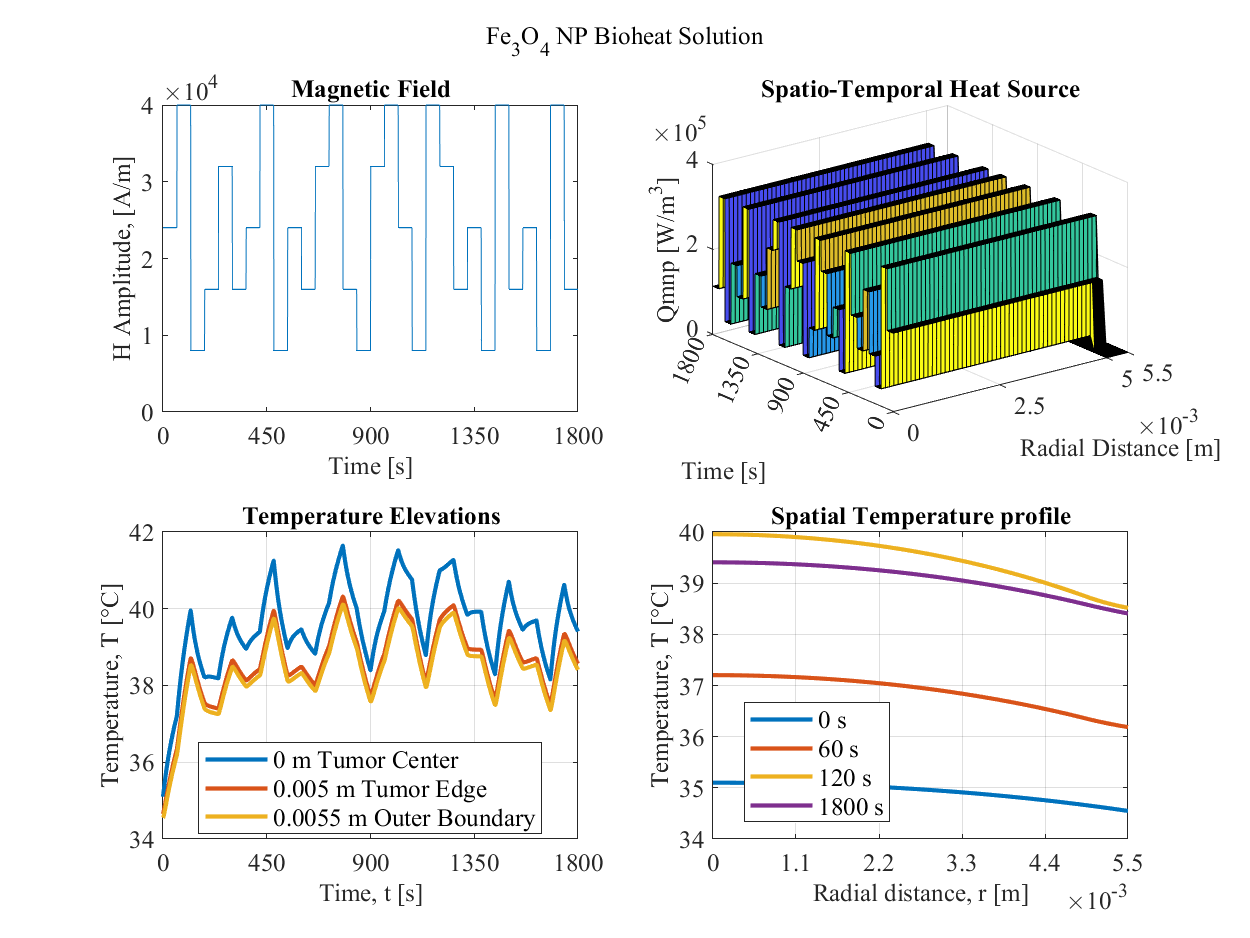 Fe3O4 NP Bioheat Solution
Magnetic Field
×10^4
4
3
2
1
0
H Amplitude, [A/m]
0 450 900 1350 1800
Time [s]
Spatio-Temporal Heat Source
×10^5
4
2
0
Qmnp [W/m^3]
1800
1350
900
450
0
Time [s]
0
2.5
5
5.5
×10^-3
Radial Distance [m]
Temperature Elevations
42
40
38
36
34
Temperature, T [°C]
0 m Tumor Center
0.005 m Tumor Edge
0.0055 m Outer Boundary
0 450 900 1350 1800
Time, t [s]
Spatial Temperature profile
40
39
38
37
36
35
34
Temperature, T [°C]
0 s
60 s
120 s
1800 s
0 1.1 2.2 3.3 4.4 5.5
Radial distance, r [m]
×10^-3